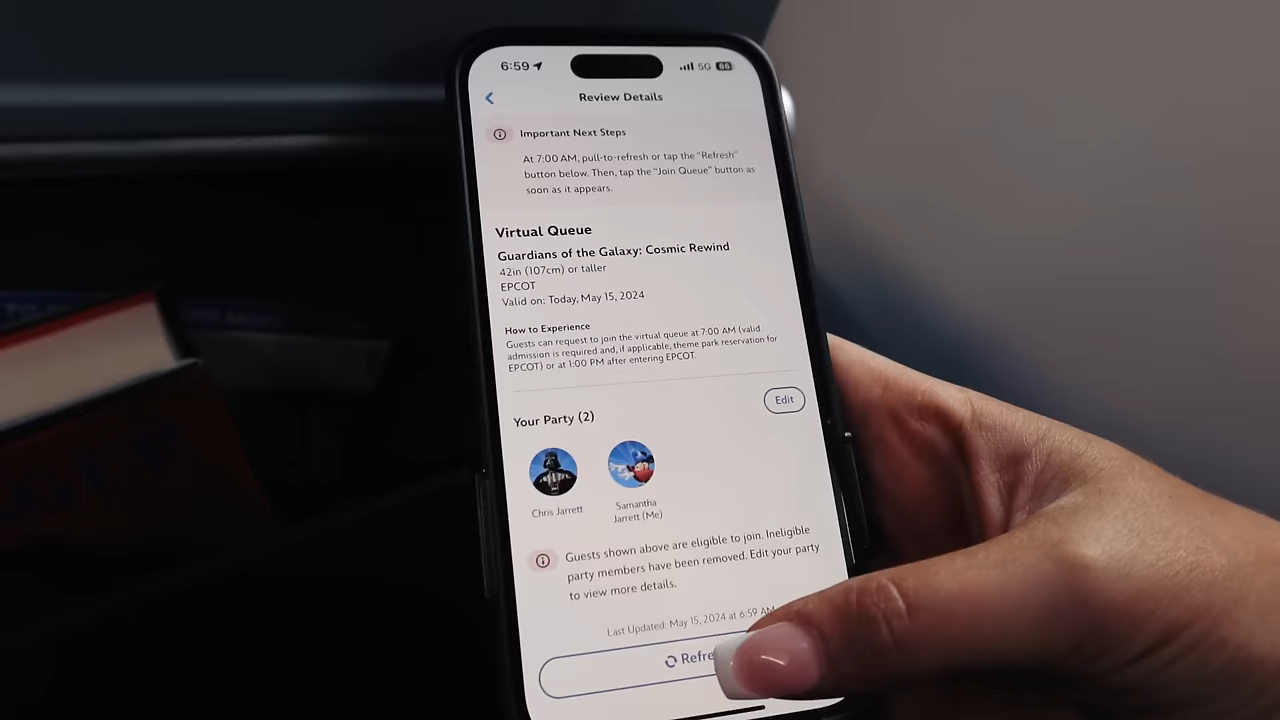 6:59
5G 86
Review Details
Important Next Steps
At 7:00 AM, pull-to-refresh or tap the "Refresh"
button below. Then, tap the "Join Queue" button as
soon as it appears.
Virtual Queue
Guardians of the Galaxy: Cosmic Rewind
42in (107cm) or taller
EPCOT
Valid on: Today, May 15, 2024
How to Experience
Guests can request to join the virtual queue at 7:00 AM (valid
admission is required and, if applicable, theme park reservation for
EPCOT) or at 1:00 PM after entering EPCOT.
Your Party (2)
Edit
Chris Jarrett
Samantha
Jarrett (Me)
Guests shown above are eligible to join. Ineligible
party members have been removed. Edit your party
to view more details.
Last Updated: May 15, 2024 at 6:59 AM
Refre